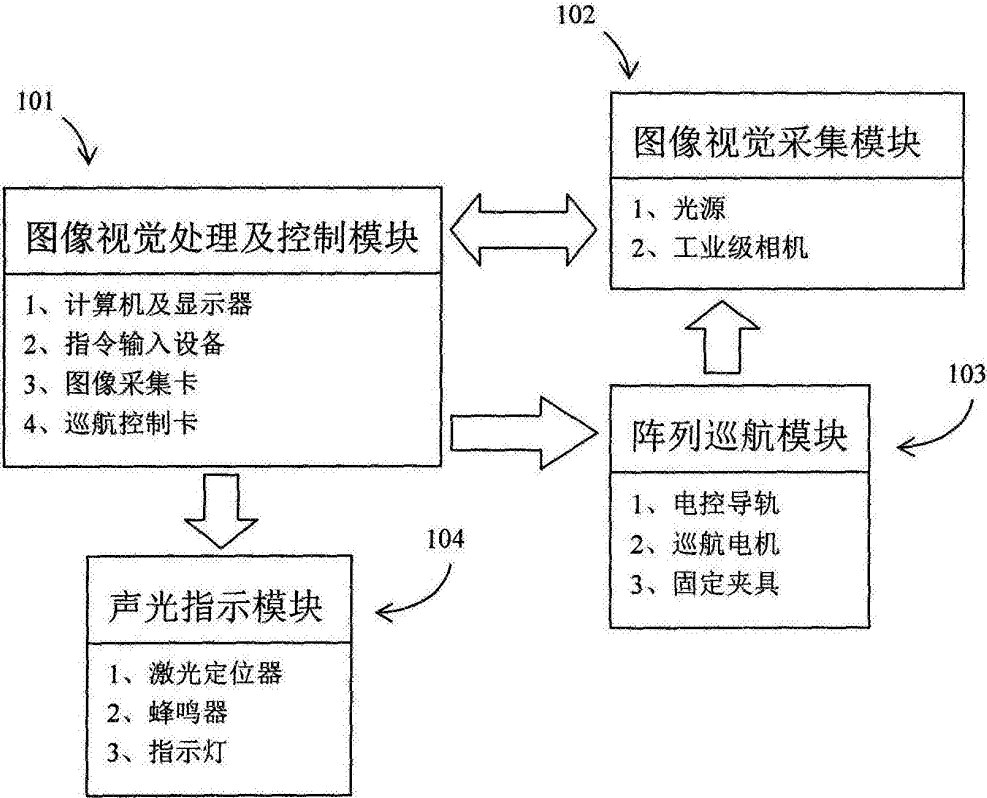 101
图像视觉处理及控制模块
1、计算机及显示器
2、指令输入设备
3、图像采集卡
4、巡航控制卡
102
图像视觉采集模块
1、光源
2、工业级相机
103
阵列巡航模块
1、电控导轨
2、巡航电机
3、固定夹具
104
声光指示模块
1、激光定位器
2、蜂鸣器
3、指示灯